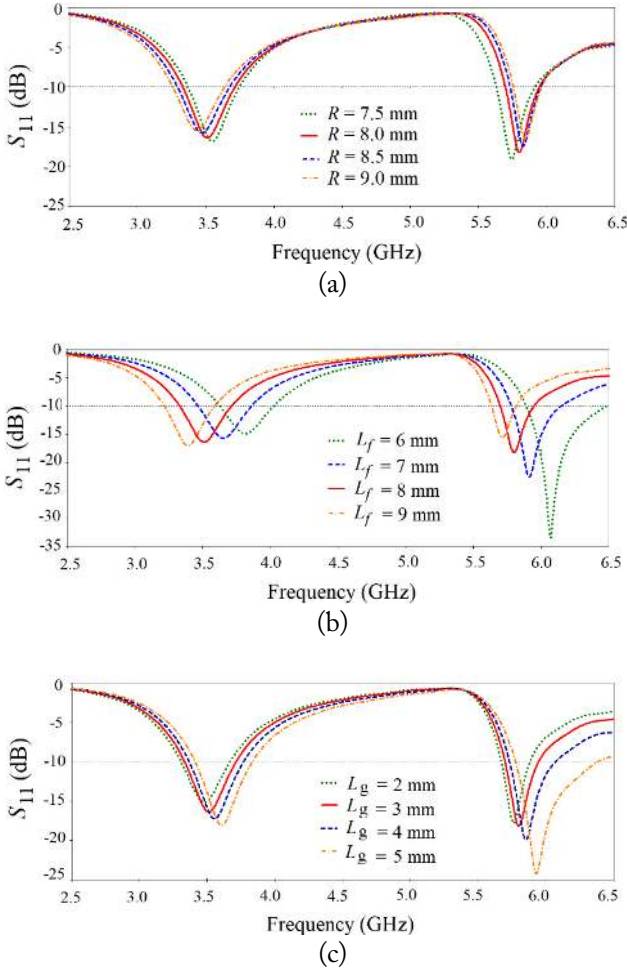 0
-5
-10
-15
-20
-25
S11 (dB)
R = 7.5 mm
R = 8.0 mm
R = 8.5 mm
R = 9.0 mm
2.5 3.0 3.5 4.0 4.5 5.0 5.5 6.0 6.5
Frequency (GHz)
(a)
0
-5
-10
-15
-20
-25
-30
-35
S11 (dB)
Lf = 6 mm
Lf = 7 mm
Lf = 8 mm
Lf = 9 mm
2.5 3.0 3.5 4.0 5.0 5.5 6.0 6.5
Frequency (GHz)
(b)
0
-5
-10
-15
-20
-25
S11 (dB)
Lg = 2 mm
Lg = 3 mm
Lg = 4 mm
Lg = 5 mm
2.5 3.0 3.5 4.0 4.5 5.0 5.5 6.0 6.5
Frequency (GHz)
(c)